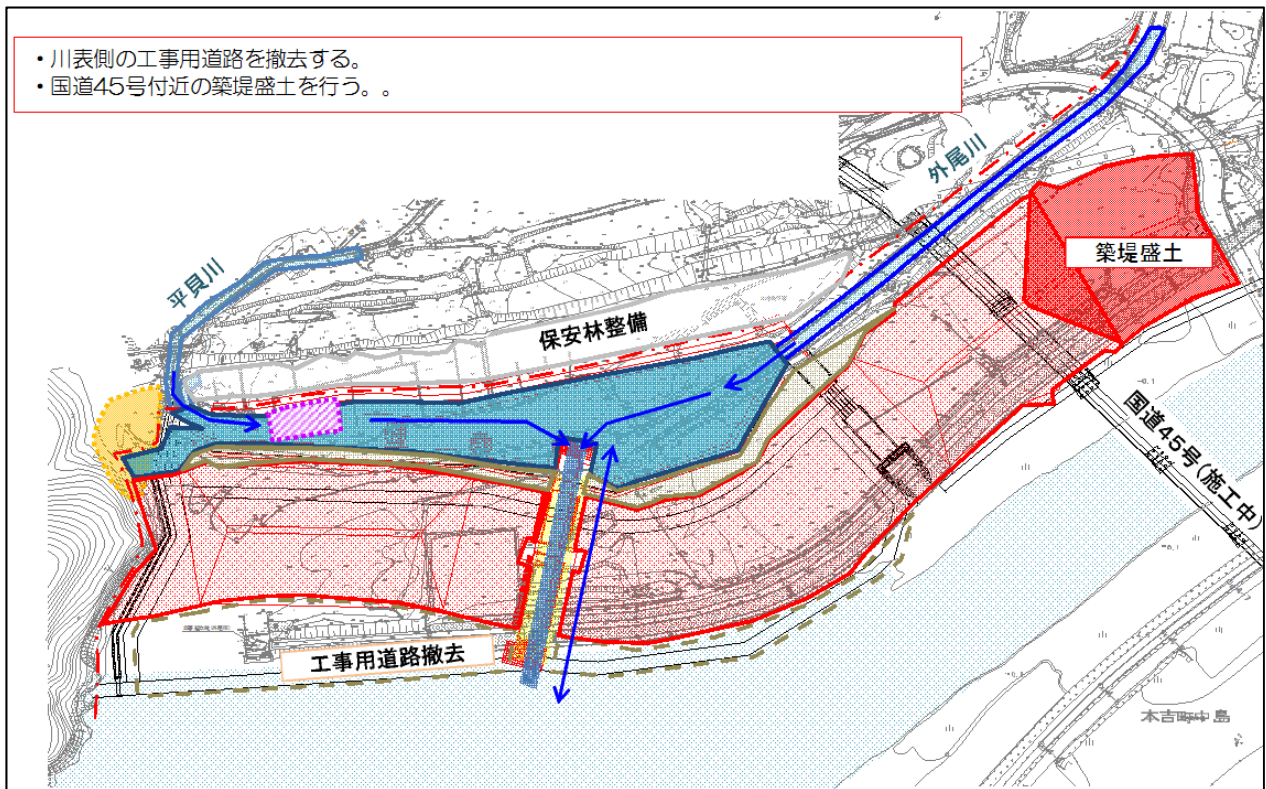 ・川表側の工事用道路を撤去する。
・国道45号付近の築堤盛土を行う。。
外尾川
築堤盛土
平貝川
保安林整備
国道45号(施工中)
工事用道路撤去
本吉町中島